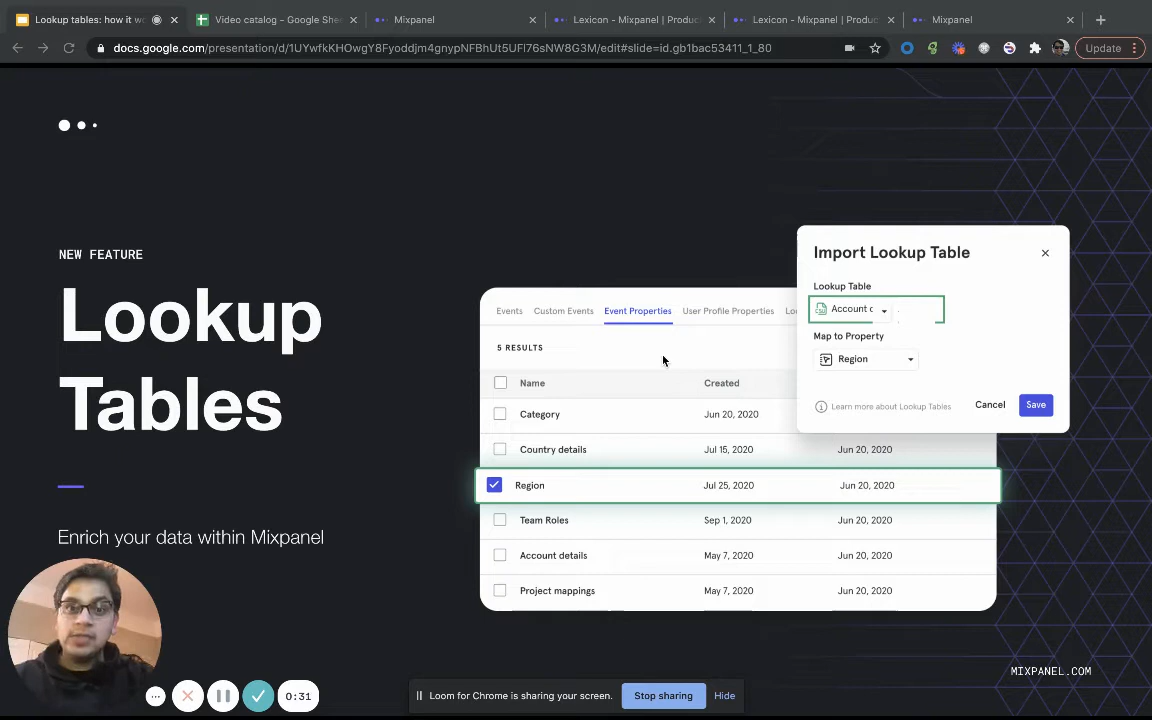 Lookup tables: how it wo
Video catalog - Google Shee
Mixpanel
Lexicon - Mixpanel | Produc
Lexicon - Mixpanel | Produc
Mixpanel
docs.google.com/presentation/d/1UYwfkKHOwgY8Fyoddjm4gnypNFBhUt5UFl76sNW8G3M/edit#slide=id.gb1bac53411_1_80
Update
NEW FEATURE
Lookup
Tables
Enrich your data within Mixpanel
Import Lookup Table
Lookup Table
Account c
Map to Property
Region
Learn more about Lookup Tables
Cancel
Save
Events Custom Events Event Properties User Profile Properties Lo
5 RESULTS
Name Created
Category Jun 20, 2020
Country details Jul 15, 2020 Jun 20, 2020
Region Jul 25, 2020 Jun 20, 2020
Team Roles Sep 1, 2020 Jun 20, 2020
Account details May 7, 2020 Jun 20, 2020
Project mappings May 7, 2020 Jun 20, 2020
MIXPANEL.COM
0:31
Loom for Chrome is sharing your screen.
Stop sharing
Hide